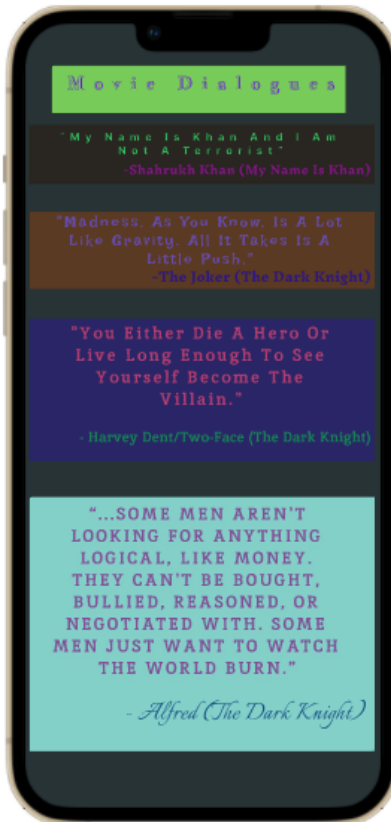 Movie Dialogues
"My Name Is Khan And I Am
Not A Terrorist"
-Shahrukh Khan (My Name Is Khan)
"Madness, As You Know, Is A Lot
Like Gravity. All It Takes Is A
Little Push."
-The Joker (The Dark Knight)
"You Either Die A Hero Or
Live Long Enough To See
Yourself Become The
Villain."
- Harvey Dent/Two-Face (The Dark Knight)
"...SOME MEN AREN'T
LOOKING FOR ANYTHING
LOGICAL, LIKE MONEY.
THEY CAN'T BE BOUGHT,
BULLIED, REASONED, OR
NEGOTIATED WITH. SOME
MEN JUST WANT TO WATCH
THE WORLD BURN."
- Alfred (The Dark Knight)